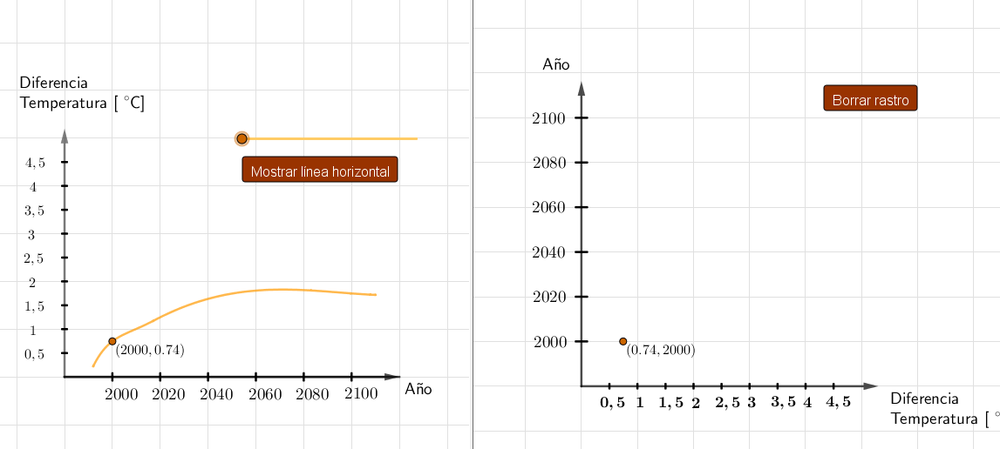 Diferencia
Temperatura [ °C]
Mostrar línea horizontal
4, 5
4
3, 5
3
2, 5
2
1, 5
1
0, 5
(2000, 0.74)
2000 2020 2040 2060 2080 2100
Año
Año
Borrar rastro
2100
2080
2060
2040
2020
2000
(0.74, 2000)
0, 5 1 1, 5 2 2, 5 3 3, 5 4 4, 5
Diferencia
Temperatura [ °